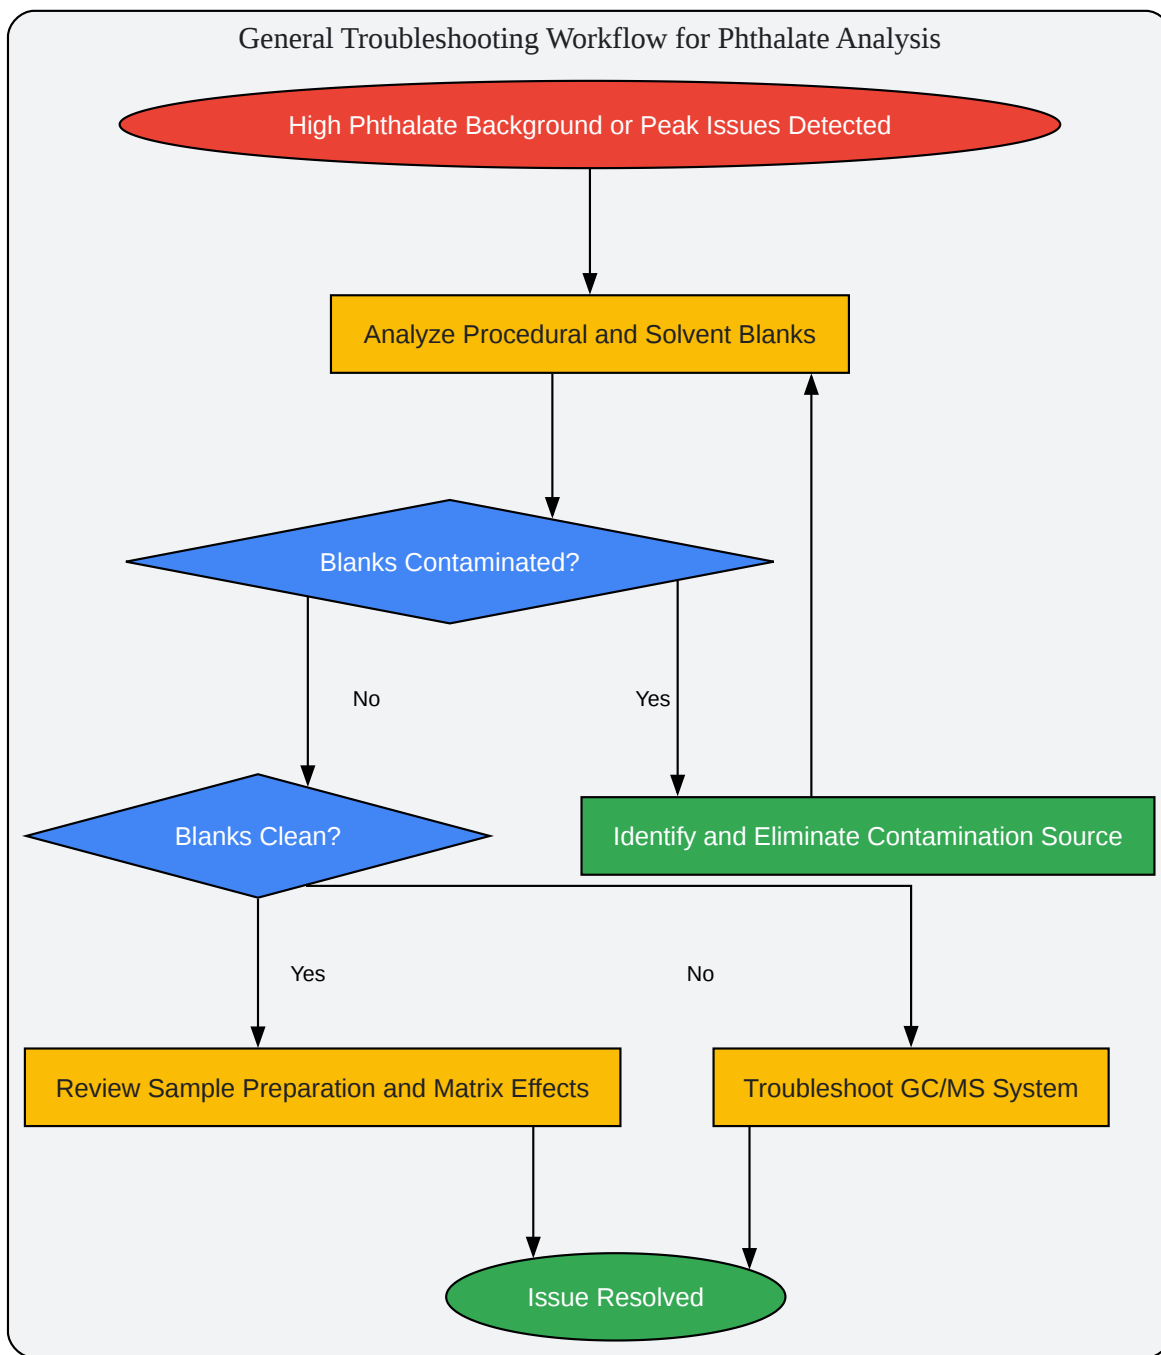 General Troubleshooting Workflow for Phthalate Analysis
High Phthalate Background or Peak Issues Detected
Analyze Procedural and Solvent Blanks
Blanks Contaminated?
No
Yes
Blanks Clean?
Identify and Eliminate Contamination Source
Yes
No
Review Sample Preparation and Matrix Effects
Troubleshoot GC/MS System
Issue Resolved